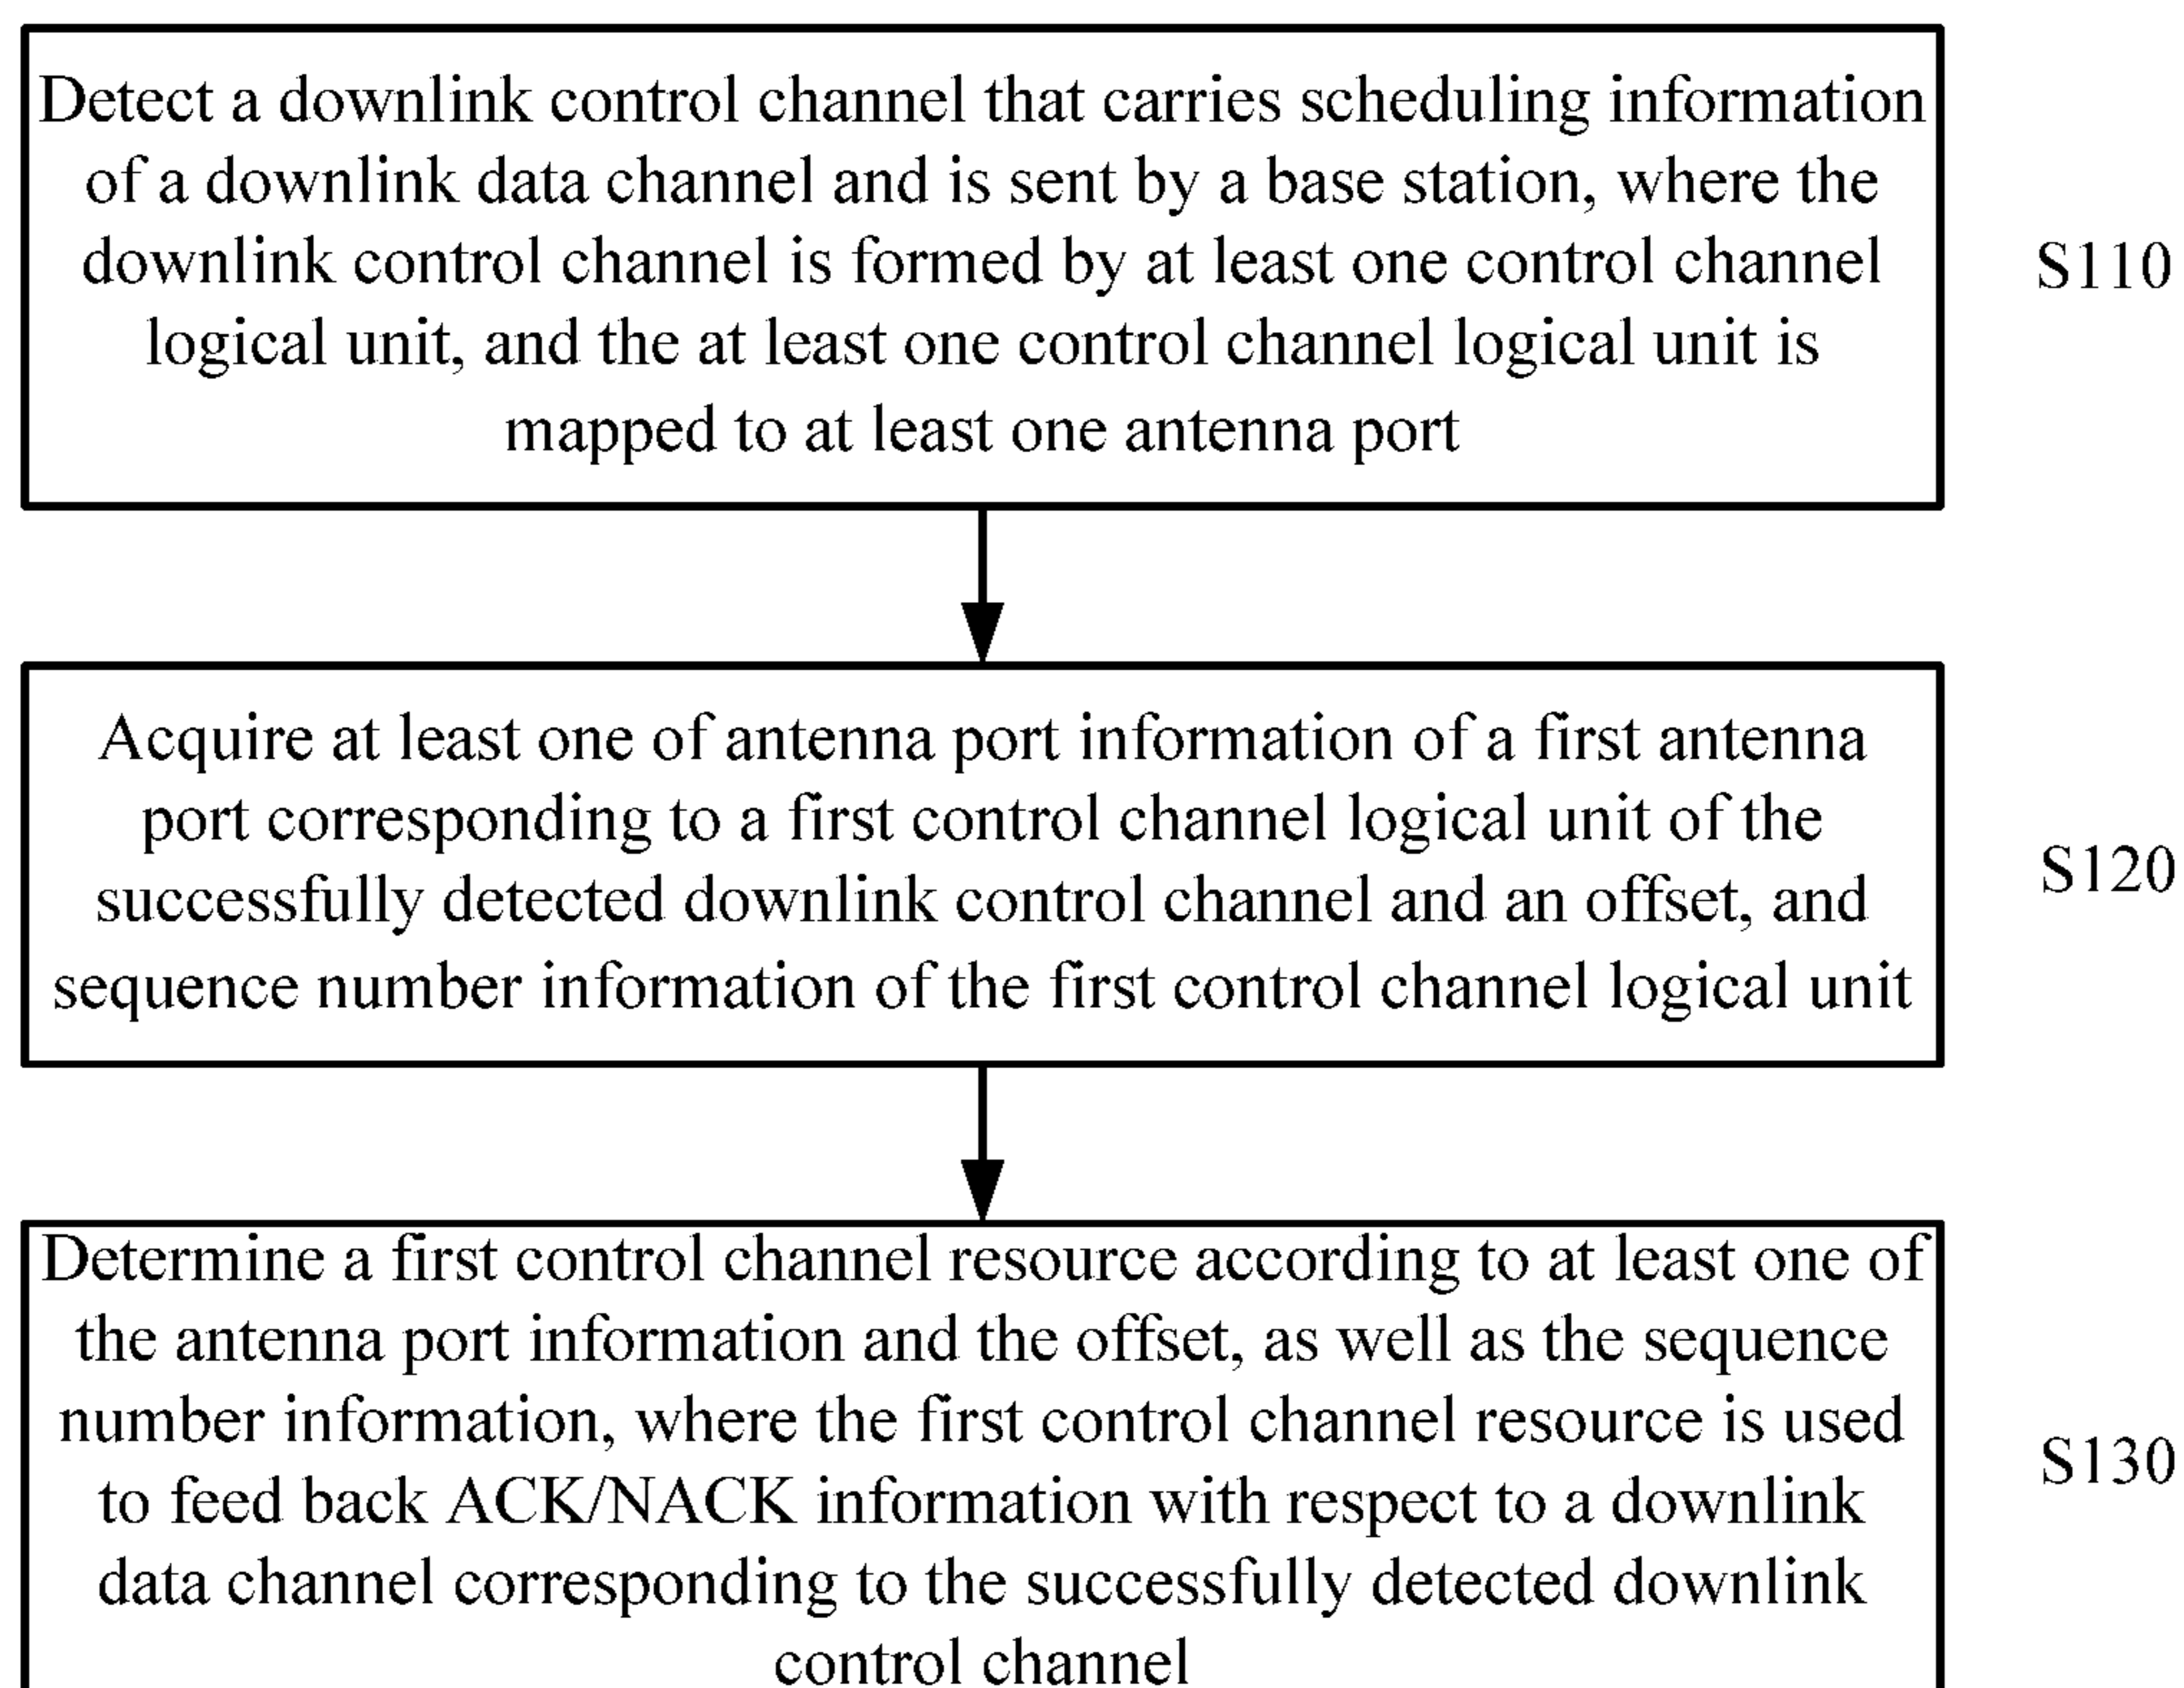 Detect a downlink control channel that carries scheduling information
of a downlink data channel and is sent by a base station, where the
downlink control channel is formed by at least one control channel
logical unit, and the at least one control channel logical unit is
mapped to at least one antenna port
S110
Acquire at least one of antenna port information of a first antenna
port corresponding to a first control channel logical unit of the
successfully detected downlink control channel and an offset, and
sequence number information of the first control channel logical unit
S120
Determine a first control channel resource according to at least one of
the antenna port information and the offset, as well as the sequence
number information, where the first control channel resource is used
to feed back ACK/NACK information with respect to a downlink
data channel corresponding to the successfully detected downlink
control channel
S130